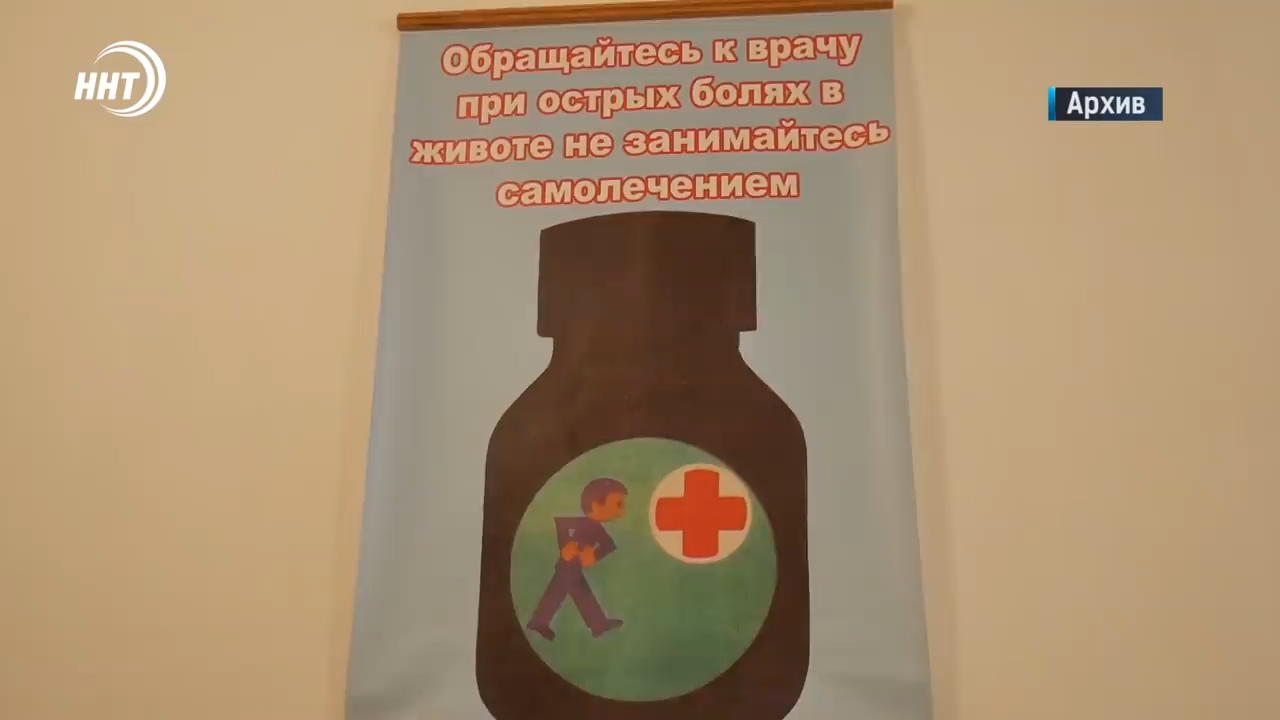 ННТ
Архив
Обращайтесь к врачу
при острых болях в
животе не занимайтесь
самолечением